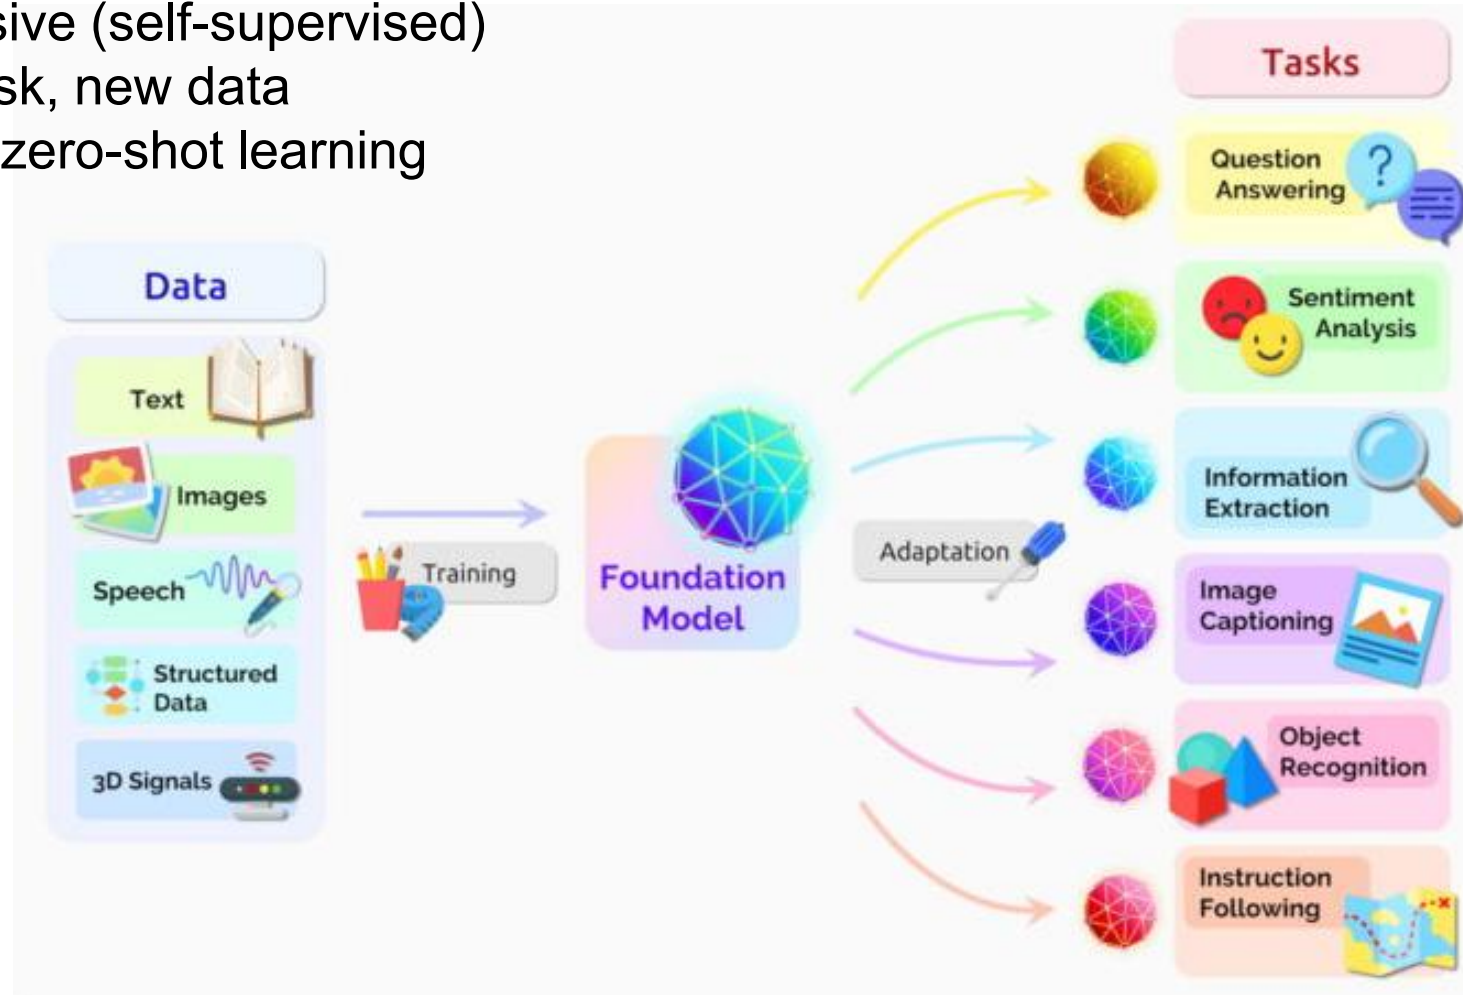 sive (self-supervised)
sk, new data
zero-shot learning
Data
Text
Images
Speech
Structured
Data
3D Signals
Training
Foundation
Model
Adaptation
Tasks
Question
Answering
?
Sentiment
Analysis
Information
Extraction
Image
Captioning
Object
Recognition
Instruction
Following